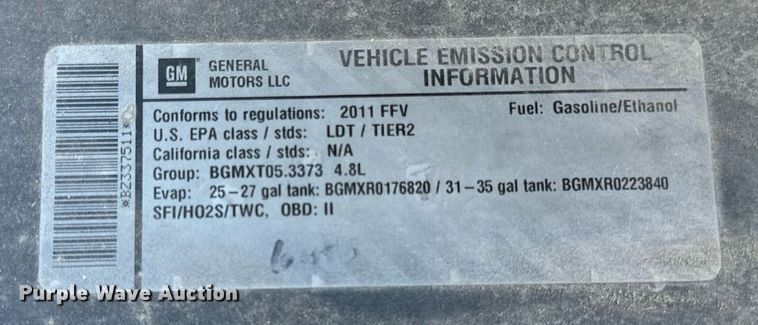 GM
GENERAL MOTORS LLC
VEHICLE EMISSION CONTROL
INFORMATION
Conforms to regulations: 2011 FFV Fuel: Gasoline/Ethanol
U.S. EPA class / stds: LDT / TIER2
California class / stds: N/A
Group: BGMXT05.3373 4.8L
Evap: 25-27 gal tank: BGMXR0176820 / 31-35 gal tank: BGMXR0223840
SFI/HO2S/TWC, OBD: II
*BZ337511*
Purple Wave Auction